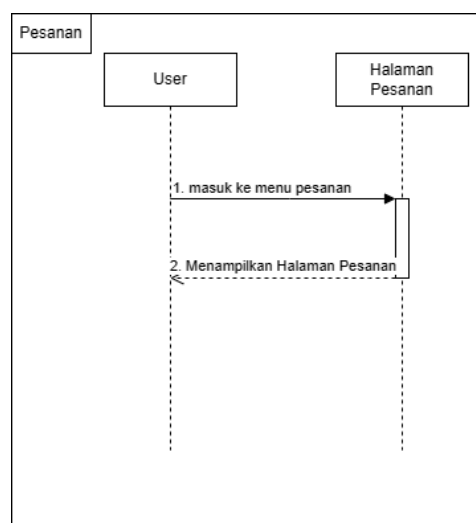 Pesanan
User
Halaman
Pesanan
1. masuk ke menu pesanan
2. Menampilkan Halaman Pesanan